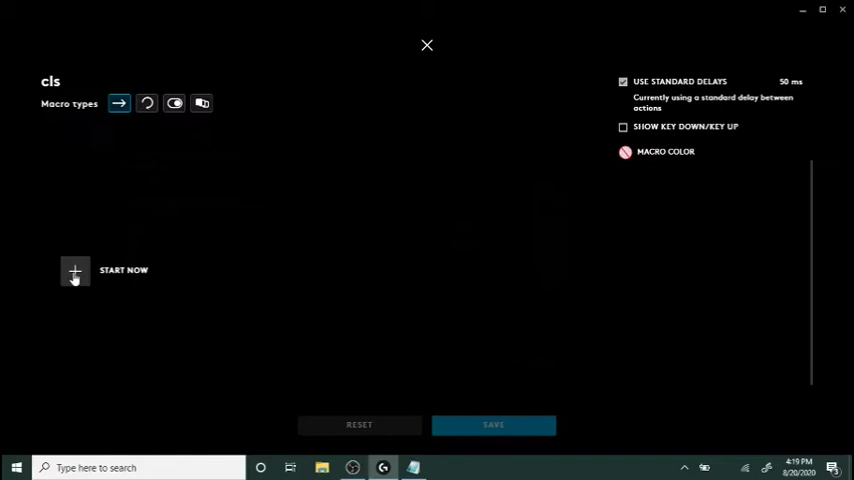 cls
Macro types
USE STANDARD DELAYS 50 ms
Currently using a standard delay between
actions
SHOW KEY DOWN/KEY UP
MACRO COLOR
START NOW
RESET
SAVE
Type here to search
4:19 PM
8/20/2020
3